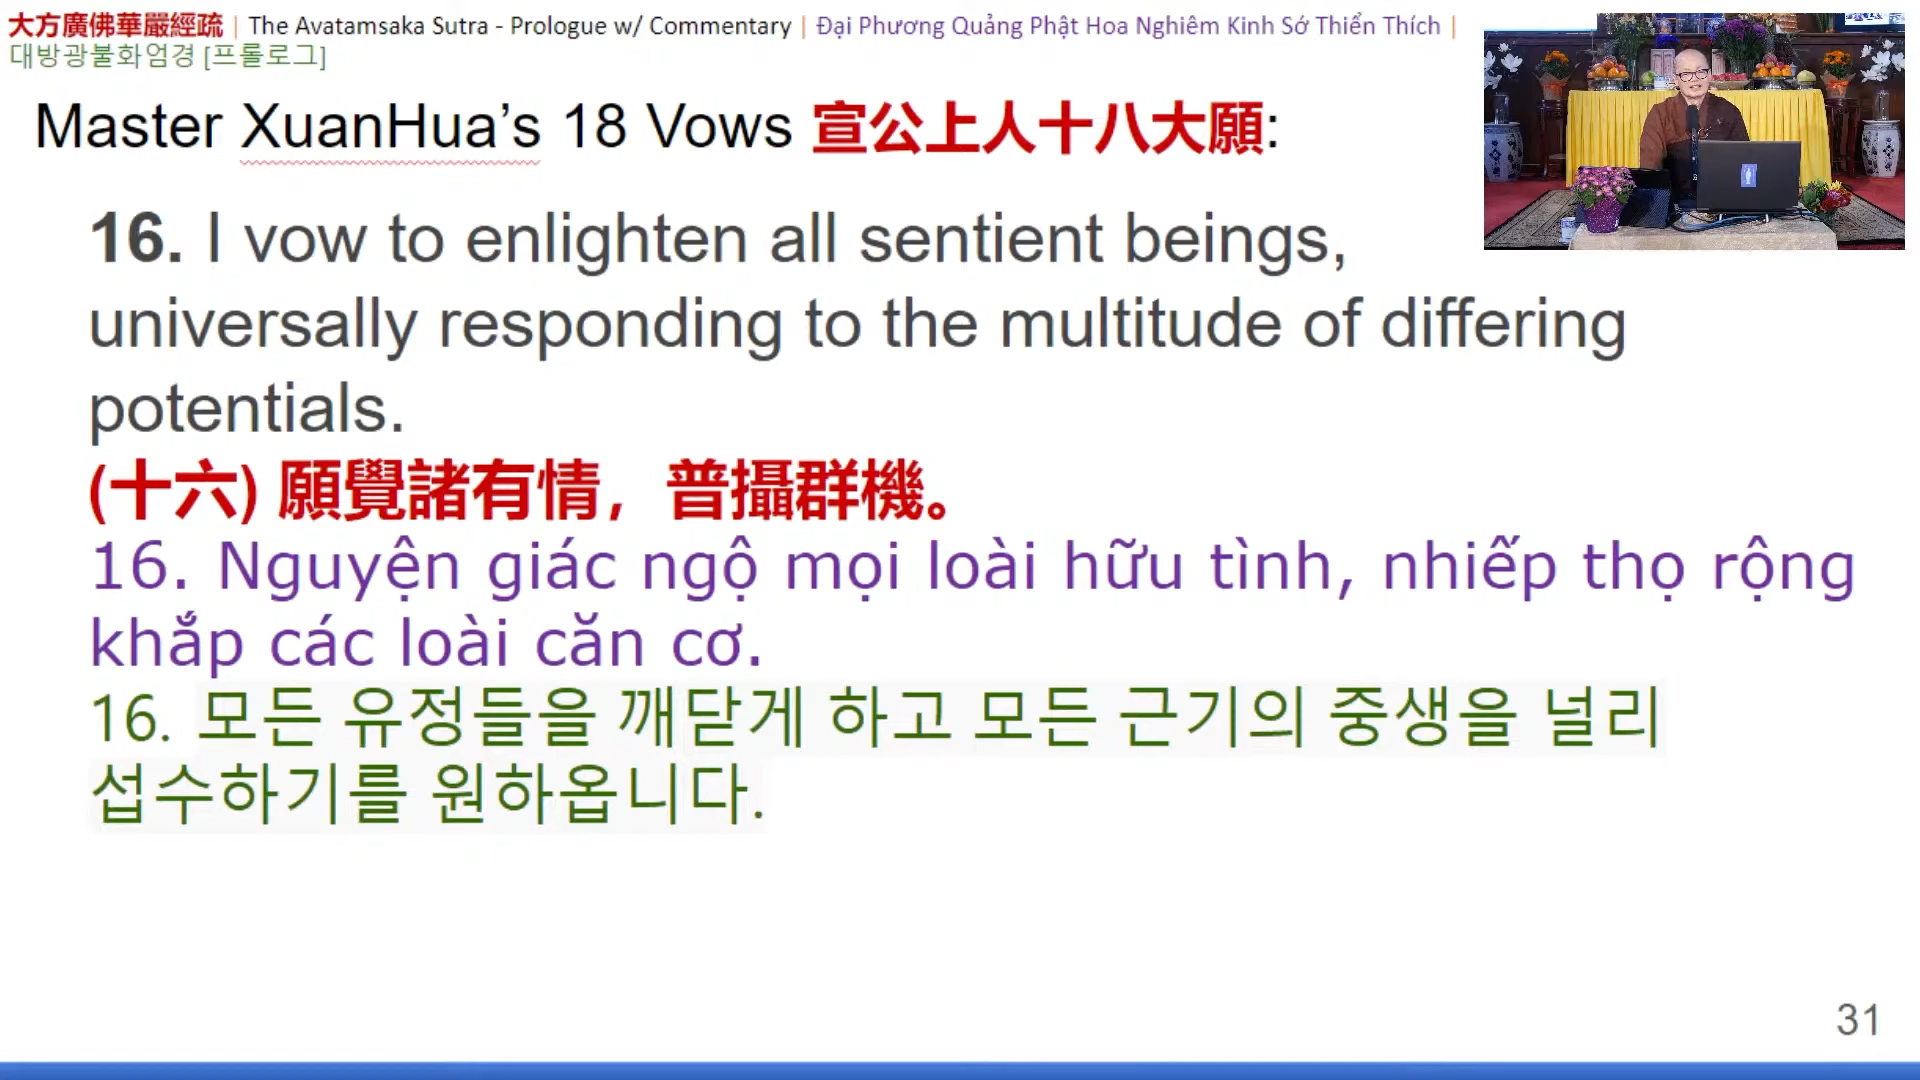 大方廣佛華嚴經疏 | The Avatamsaka Sutra - Prologue w/ Commentary | Đại Phương Quảng Phật Hoa Nghiêm Kinh Sớ Thiển Thích |
대방광불화엄경 [프롤로그]
Master XuanHua’s 18 Vows 宣公上人十八大願:
16. I vow to enlighten all sentient beings,
universally responding to the multitude of differing
potentials.
(十六) 願覺諸有情，普攝群機。
16. Nguyện giác ngộ mọi loài hữu tình, nhiếp thọ rộng
khắp các loài căn cơ.
16. 모든 유정들을 깨닫게 하고 모든 근기의 중생을 널리
섭수하기를 원하옵니다.
31